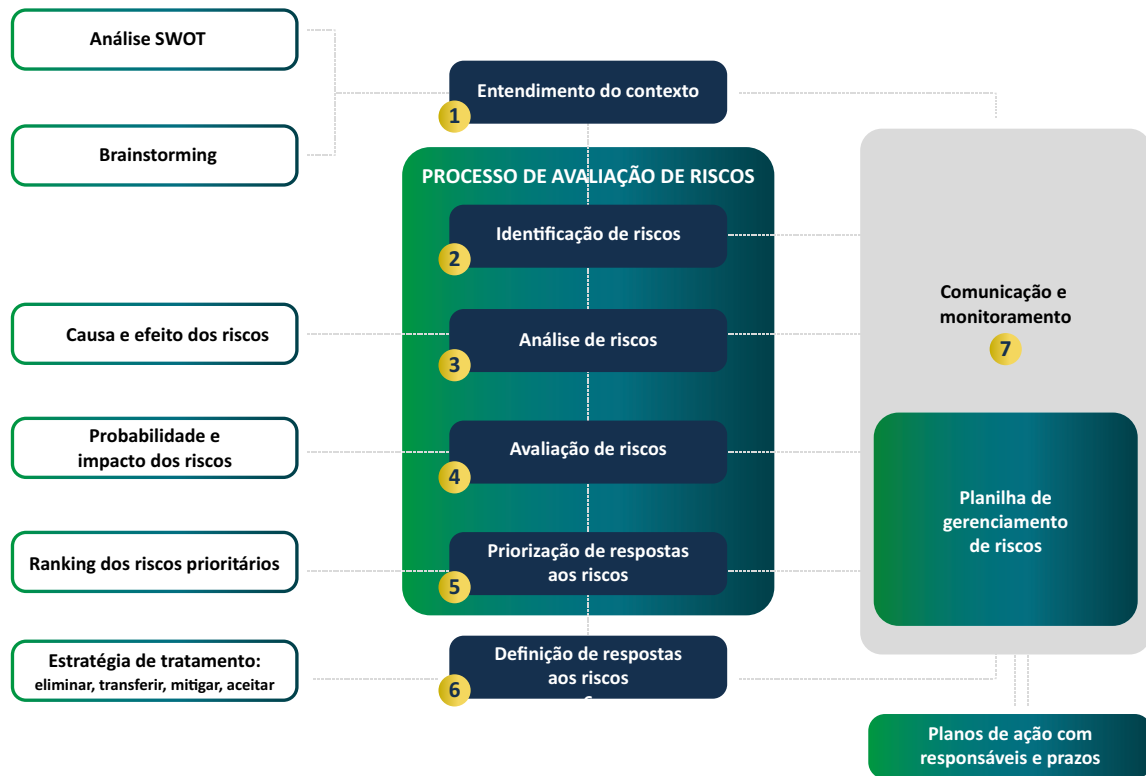 Análise SWOT
Entendimento do contexto
1
Brainstorming
PROCESSO DE AVALIAÇÃO DE RISCOS
Identificação de riscos
2
Comunicação e
monitoramento
7
Causa e efeito dos riscos
Análise de riscos
3
Probabilidade e
impacto dos riscos
Avaliação de riscos
4
Planilha de
gerenciamento
de riscos
Ranking dos riscos prioritários
Priorização de respostas
aos riscos
5
Estratégia de tratamento:
eliminar, transferir, mitigar, aceitar
Definição de respostas
aos riscos
6
Planos de ação com
responsáveis e prazos